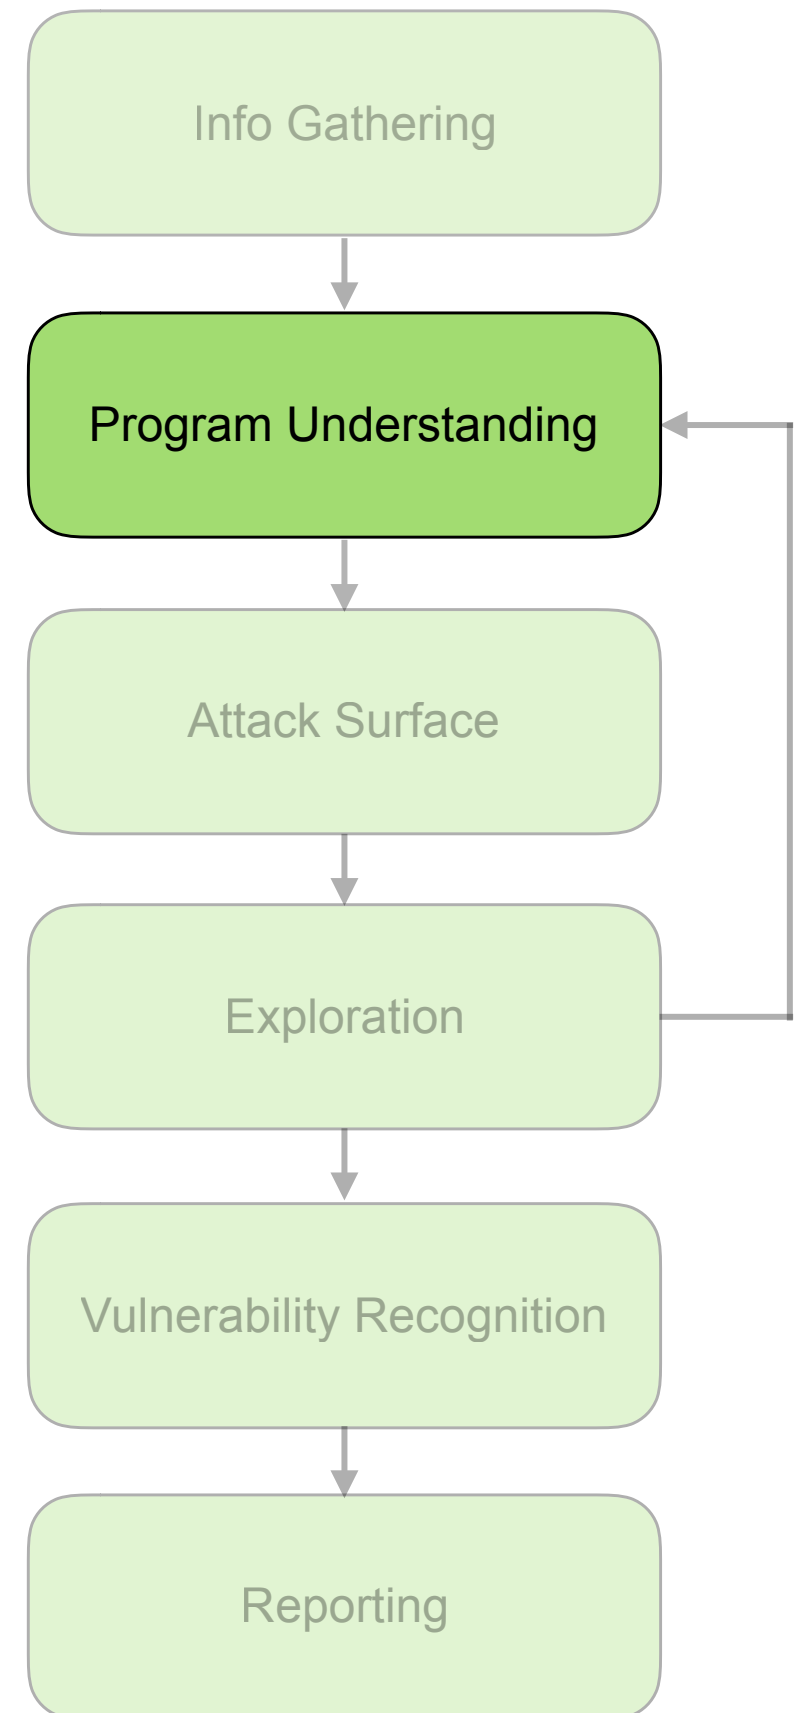 Info Gathering
Program Understanding
Attack Surface
Exploration
Vulnerability Recognition
Reporting